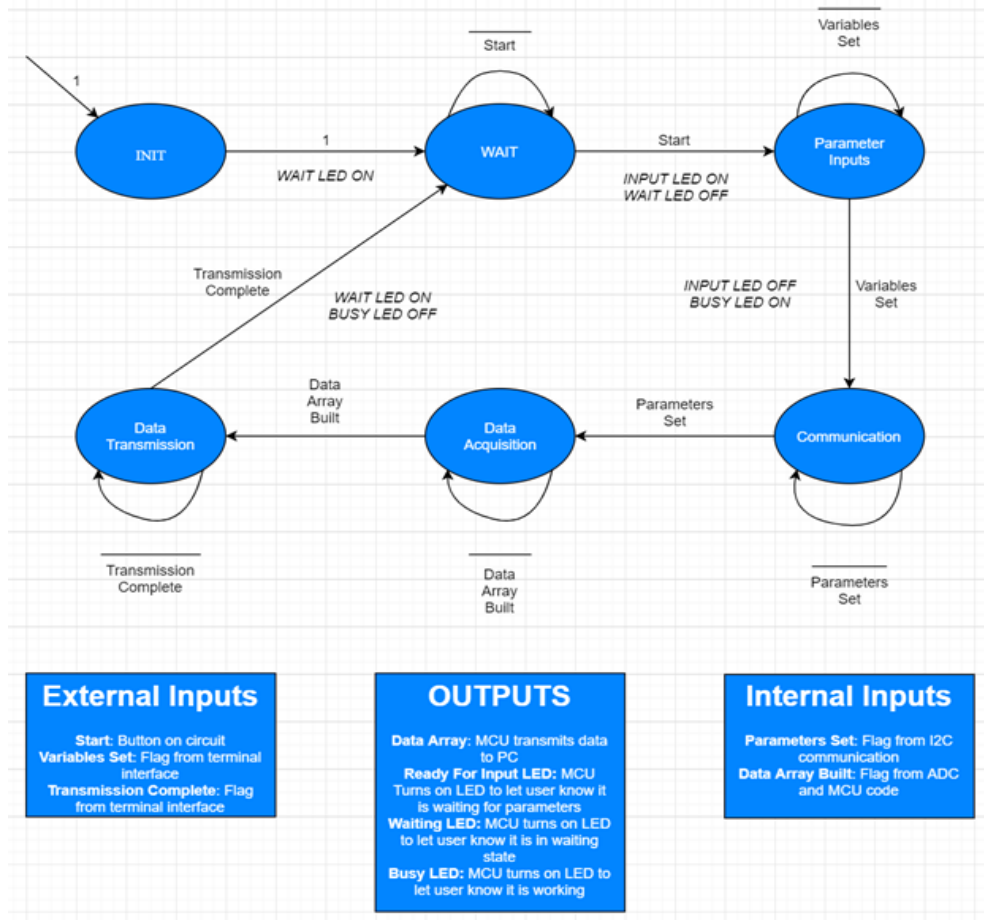 Start
Variables
Set
1
INIT
1
WAIT LED ON
WAIT
Start
INPUT LED ON
WAIT LED OFF
Parameter
Inputs
Transmission
Complete
WAIT LED ON
BUSY LED OFF
INPUT LED OFF
BUSY LED ON
Variables
Set
Data
Transmission
Data
Array
Built
Data
Acquisition
Parameters
Set
Communication
Transmission
Complete
Data
Array
Built
Parameters
Set
External Inputs
Start: Button on circuit
Variables Set: Flag from terminal
interface
Transmission Complete: Flag
from terminal interface
OUTPUTS
Data Array: MCU transmits data
to PC
Ready For Input LED: MCU
Turns on LED to let user know it
is waiting for parameters
Waiting LED: MCU turns on LED
to let user know it is in waiting
state
Busy LED: MCU turns on LED to
let user know it is working
Internal Inputs
Parameters Set: Flag from I2C
communication
Data Array Built: Flag from ADC
and MCU code